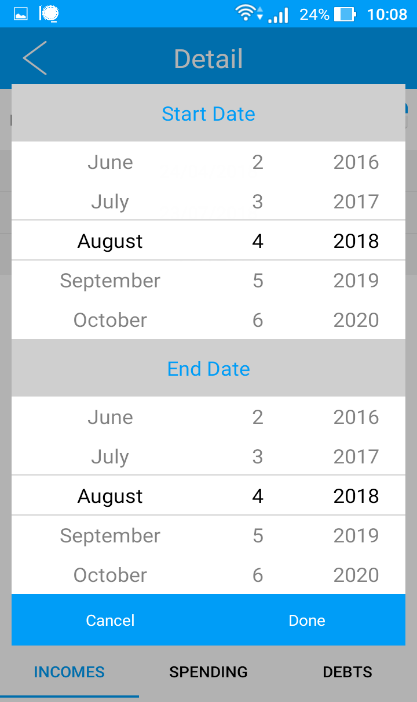 24% 10:08
Detail
Start Date
June 2 2016
July 3 2017
August 4 2018
September 5 2019
October 6 2020
End Date
June 2 2016
July 3 2017
August 4 2018
September 5 2019
October 6 2020
Cancel Done
INCOMES SPENDING DEBTS